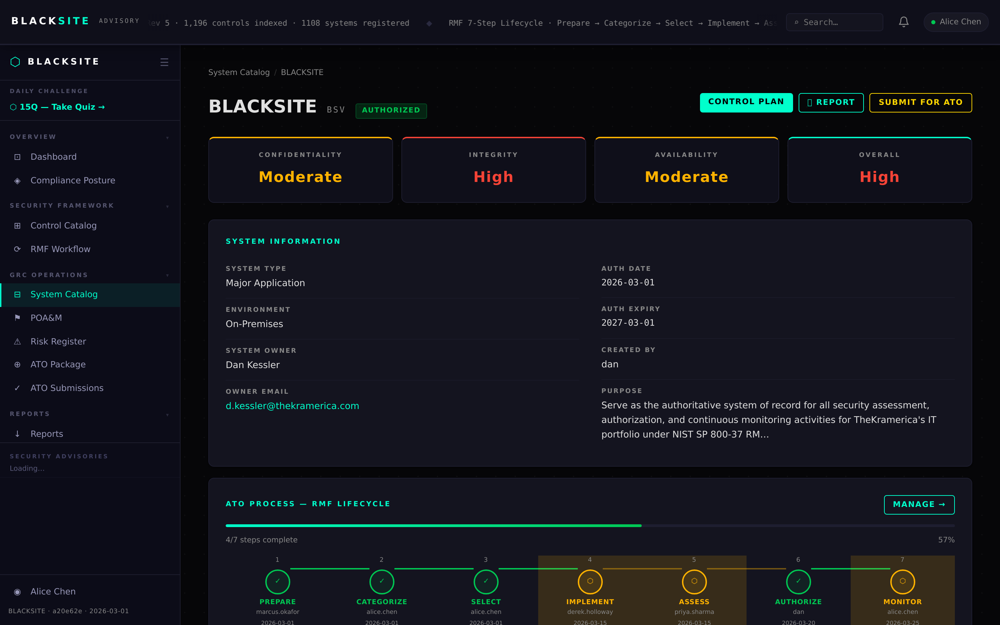 BLACKSITE ADVISORY
Rev 5 · 1,196 controls indexed · 1108 systems registered ◆ RMF 7-Step Lifecycle · Prepare → Categorize → Select → Implement →
Search…
Alice Chen
BLACKSITE
DAILY CHALLENGE
15Q — Take Quiz →
OVERVIEW
Dashboard
Compliance Posture
SECURITY FRAMEWORK
Control Catalog
RMF Workflow
GRC OPERATIONS
System Catalog
POA&M
Risk Register
ATO Package
ATO Submissions
REPORTS
Reports
SECURITY ADVISORIES
Loading…
Alice Chen
BLACKSITE · a20e62e · 2026-03-01
System Catalog / BLACKSITE
BLACKSITE BSV AUTHORIZED
CONTROL PLAN
REPORT
SUBMIT FOR ATO
CONFIDENTIALITY
Moderate
INTEGRITY
High
AVAILABILITY
Moderate
OVERALL
High
SYSTEM INFORMATION
SYSTEM TYPE
Major Application
ENVIRONMENT
On-Premises
SYSTEM OWNER
Dan Kessler
OWNER EMAIL
d.kessler@thekramerica.com
AUTH DATE
2026-03-01
AUTH EXPIRY
2027-03-01
CREATED BY
dan
PURPOSE
Serve as the authoritative system of record for all security assessment,
authorization, and continuous monitoring activities for TheKramerica's IT
portfolio under NIST SP 800-37 RM…
ATO PROCESS — RMF LIFECYCLE
MANAGE →
4/7 steps complete
57%
1
PREPARE
marcus.okafor
2026-03-01
2
CATEGORIZE
alice.chen
2026-03-01
3
SELECT
alice.chen
2026-03-01
4
IMPLEMENT
derek.holloway
2026-03-15
5
ASSESS
priya.sharma
2026-03-15
6
AUTHORIZE
dan
2026-03-20
7
MONITOR
alice.chen
2026-03-25